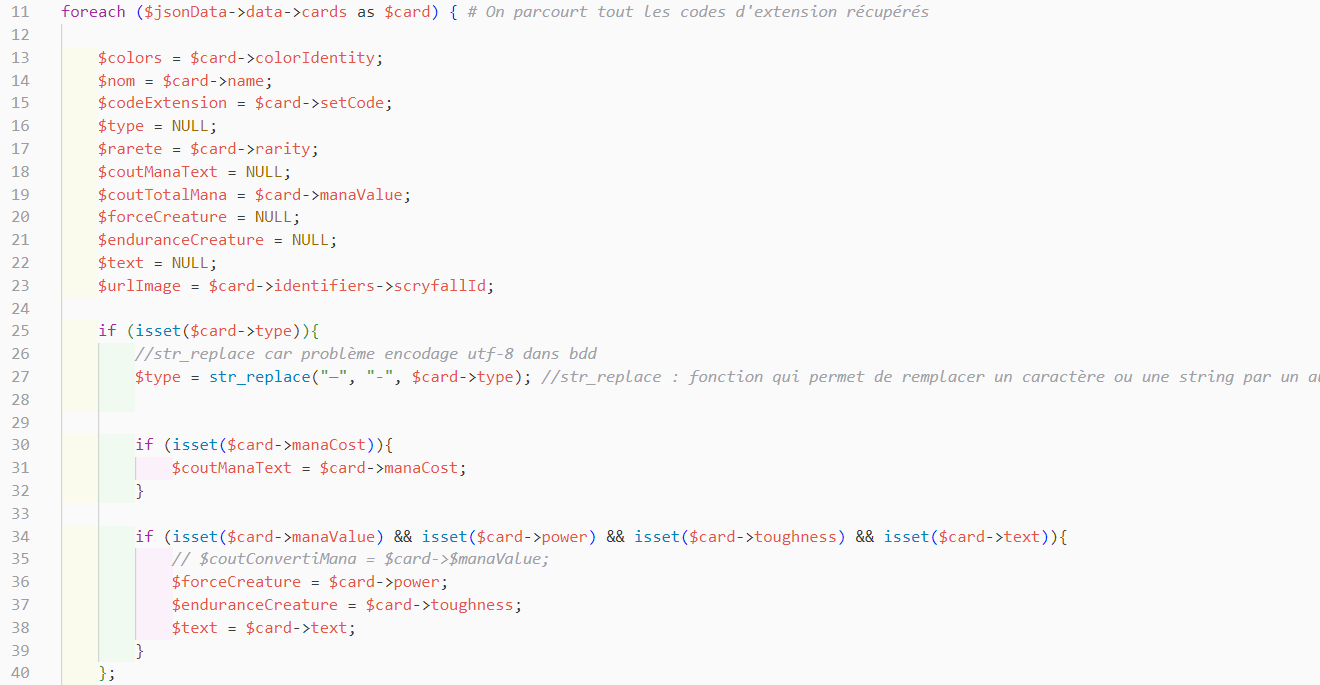 11 foreach ($jsonData->data->cards as $card) { # On parcourt tout les codes d'extension récupérés
12
13 $colors = $card->colorIdentity;
14 $nom = $card->name;
15 $codeExtension = $card->setCode;
16 $type = NULL;
17 $rarete = $card->rarity;
18 $coutManaText = NULL;
19 $coutTotalMana = $card->manaValue;
20 $forceCreature = NULL;
21 $enduranceCreature = NULL;
22 $text = NULL;
23 $urlImage = $card->identifiers->scryfallId;
24
25 if (isset($card->type)){
26 //str_replace car problème encodage utf-8 dans bdd
27 $type = str_replace("—", "-", $card->type); //str_replace : fonction qui permet de remplacer un caractère ou une string par un
28
29
30 if (isset($card->manaCost)){
31 $coutManaText = $card->manaCost;
32 }
33
34 if (isset($card->manaValue) && isset($card->power) && isset($card->toughness) && isset($card->text)){
35 // $coutConvertiMana = $card->$manaValue;
36 $forceCreature = $card->power;
37 $enduranceCreature = $card->toughness;
38 $text = $card->text;
39 }
40 };